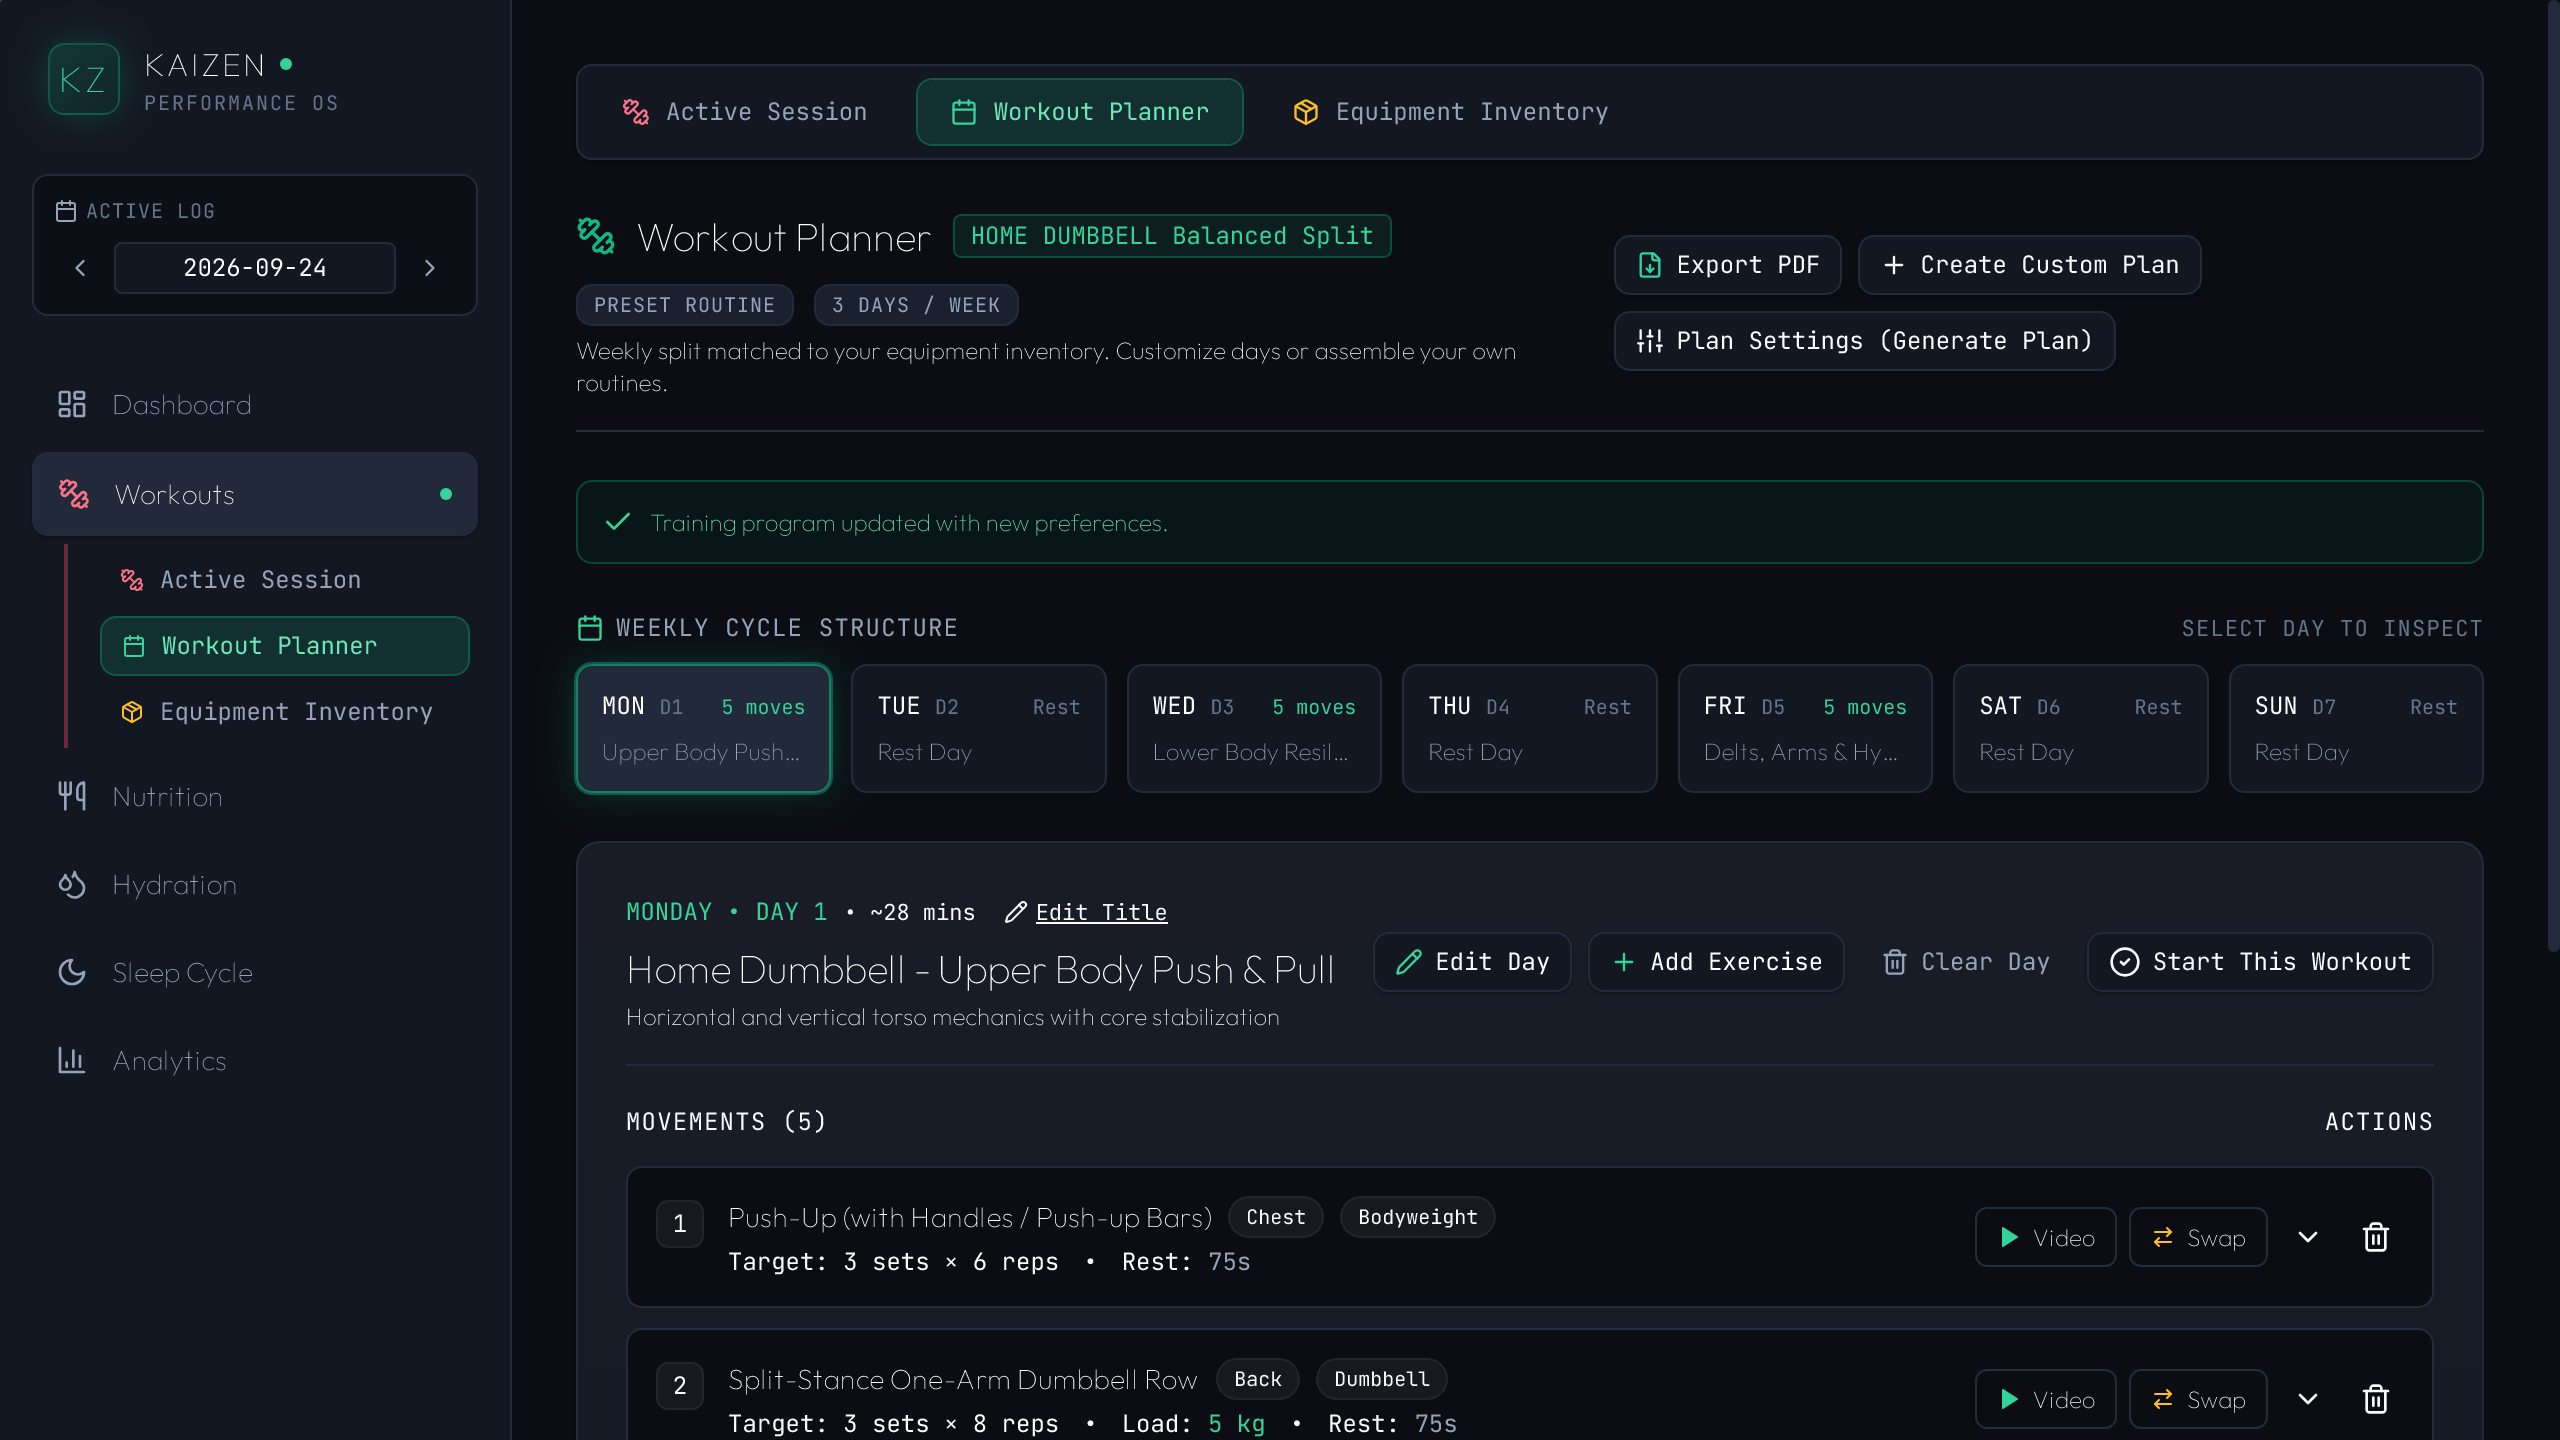 KZ
KAIZEN
PERFORMANCE OS
ACTIVE LOG
2026-09-24
Dashboard
Workouts
Active Session
Workout Planner
Equipment Inventory
Nutrition
Hydration
Sleep Cycle
Analytics
Active Session
Workout Planner
Equipment Inventory
Workout Planner
HOME DUMBBELL Balanced Split
PRESET ROUTINE
3 DAYS / WEEK
Weekly split matched to your equipment inventory. Customize days or assemble your own
routines.
Export PDF
Create Custom Plan
Plan Settings (Generate Plan)
Training program updated with new preferences.
WEEKLY CYCLE STRUCTURE
SELECT DAY TO INSPECT
MON D1 5 moves
Upper Body Push...
TUE D2 Rest
Rest Day
WED D3 5 moves
Lower Body Resil...
THU D4 Rest
Rest Day
FRI D5 5 moves
Delts, Arms & Hy...
SAT D6 Rest
Rest Day
SUN D7 Rest
Rest Day
MONDAY • DAY 1 • ~28 mins Edit Title
Home Dumbbell - Upper Body Push & Pull
Horizontal and vertical torso mechanics with core stabilization
Edit Day
Add Exercise
Clear Day
Start This Workout
MOVEMENTS (5)
ACTIONS
1
Push-Up (with Handles / Push-up Bars) Chest Bodyweight
Target: 3 sets × 6 reps • Rest: 75s
Video
Swap
2
Split-Stance One-Arm Dumbbell Row Back Dumbbell
Target: 3 sets × 8 reps • Load: 5 kg • Rest: 75s
Video
Swap